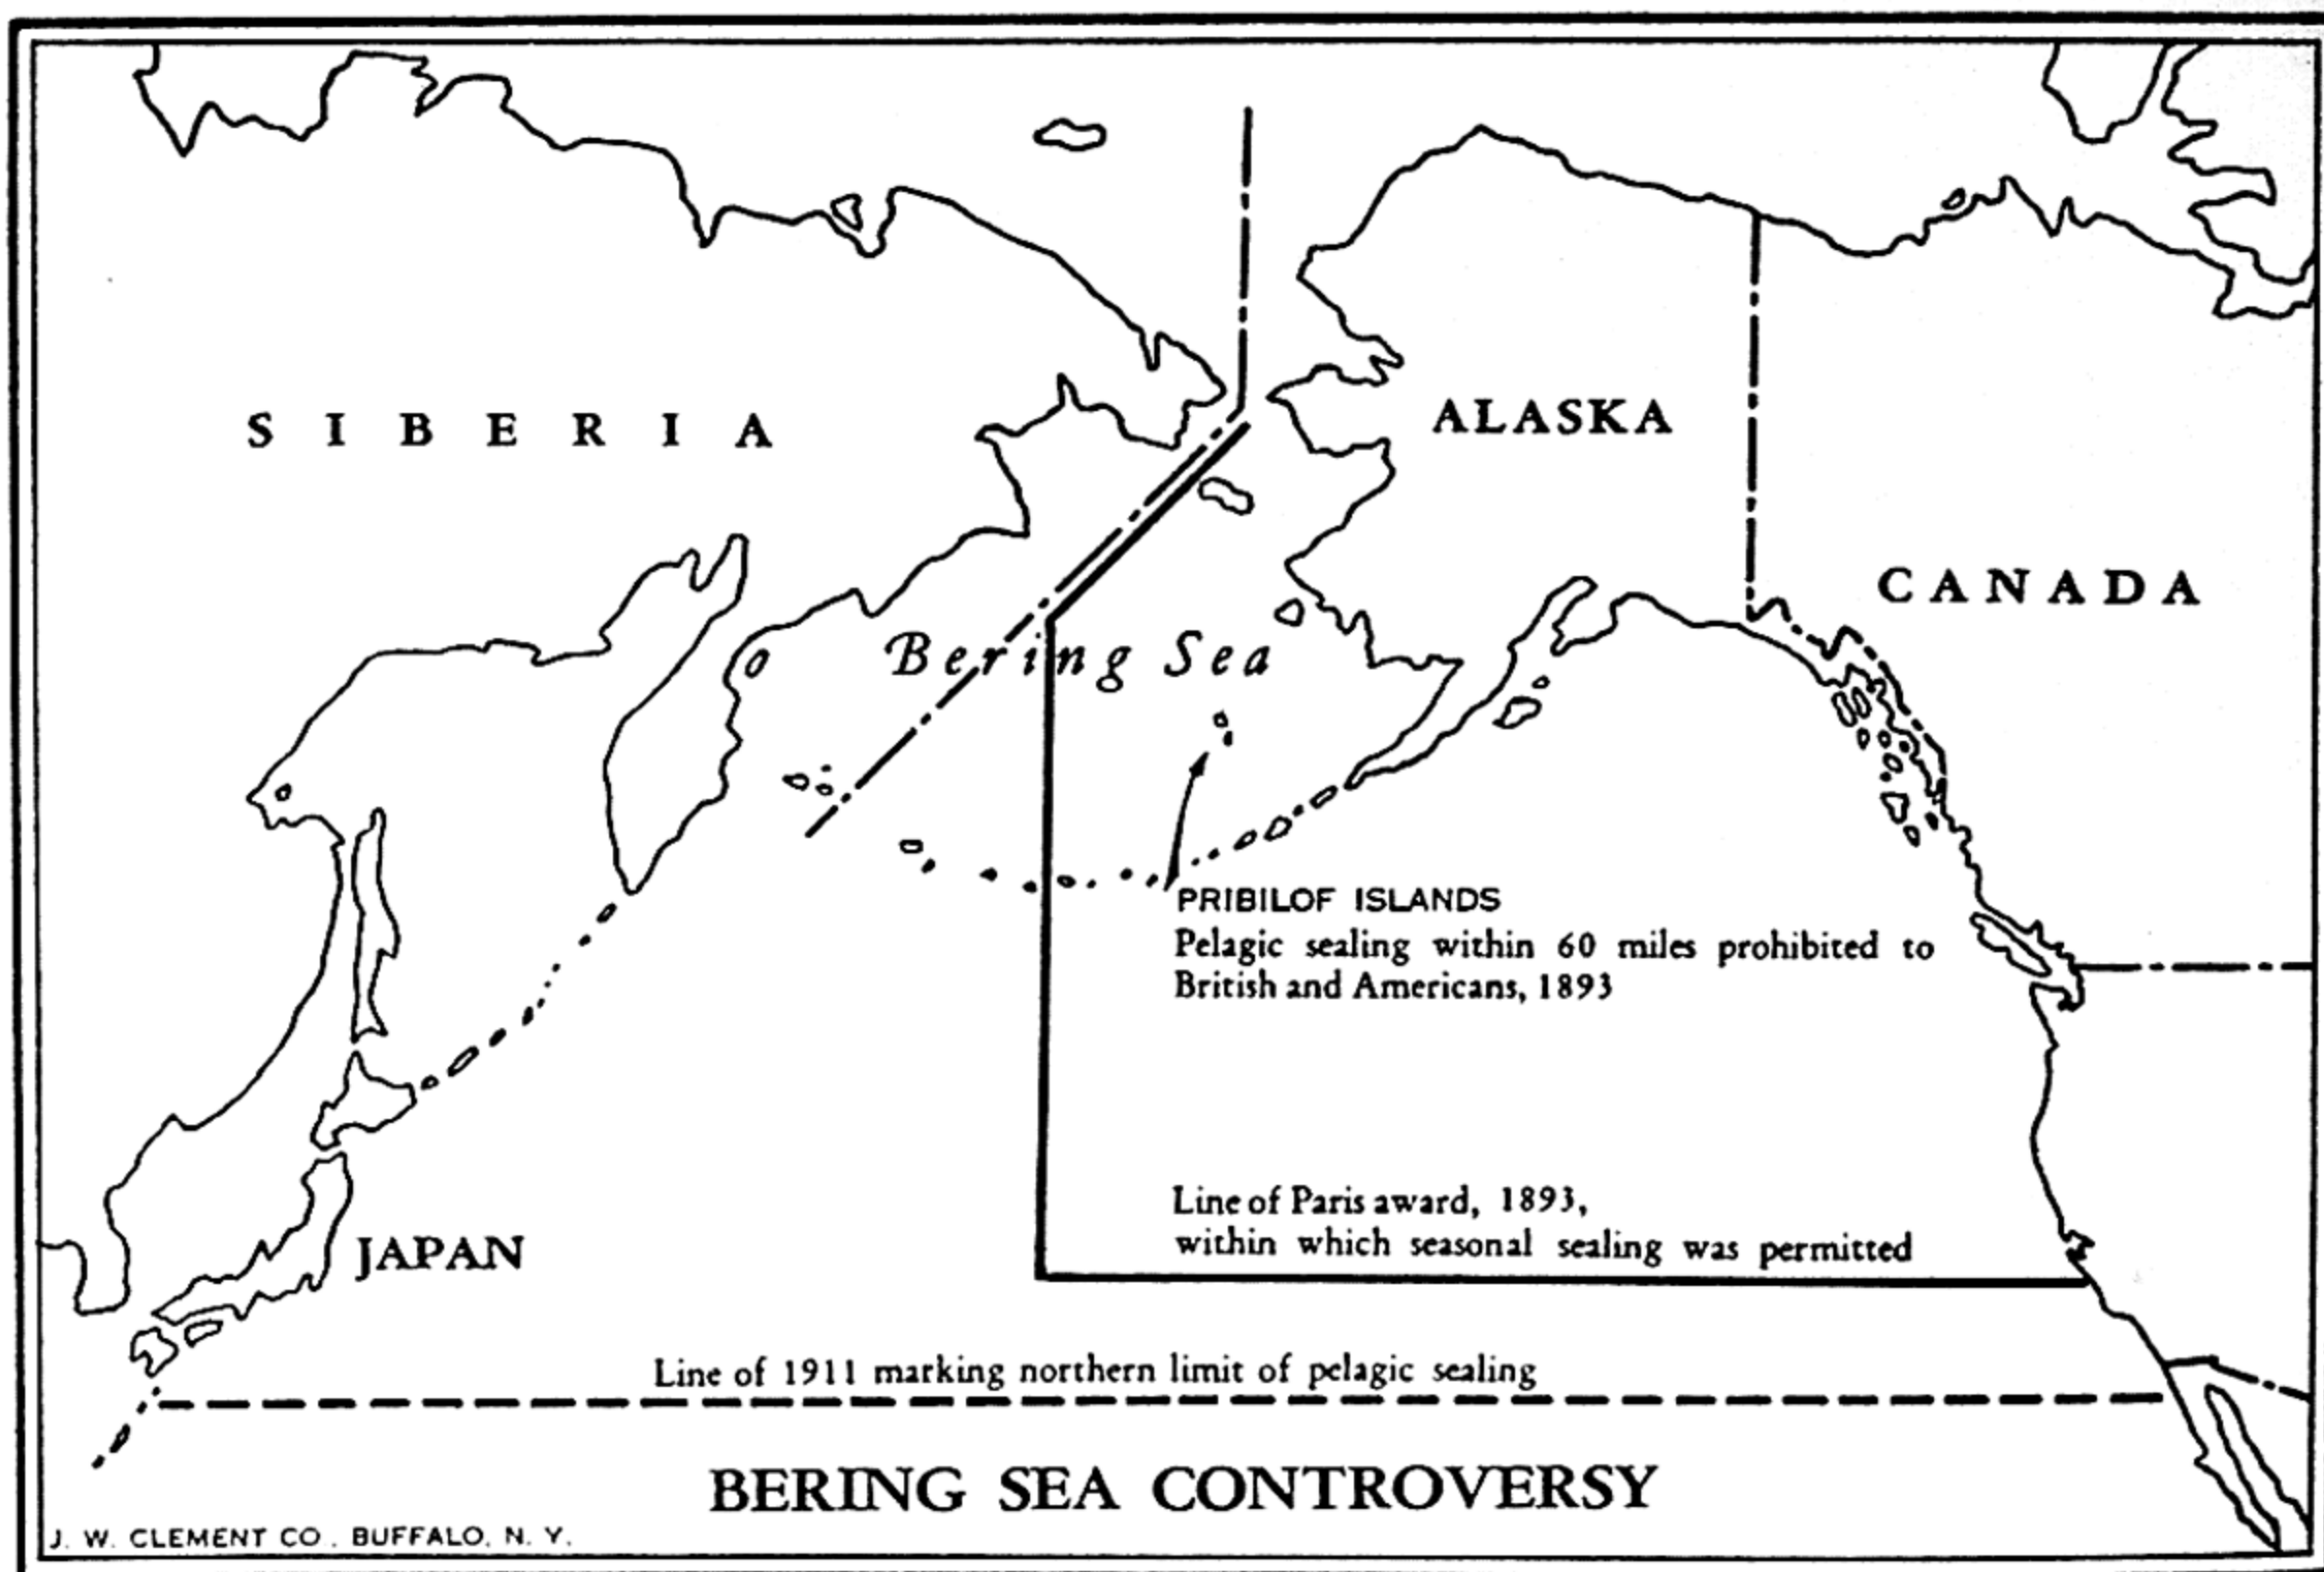 SIBERIA
ALASKA
CANADA
Bering Sea
PRIBILOF ISLANDS
Pelagic sealing within 60 miles prohibited to
British and Americans, 1893
Line of Paris award, 1893,
within which seasonal sealing was permitted
JAPAN
Line of 1911 marking northern limit of pelagic sealing
BERING SEA CONTROVERSY
J. W. CLEMENT CO. BUFFALO, N. Y.